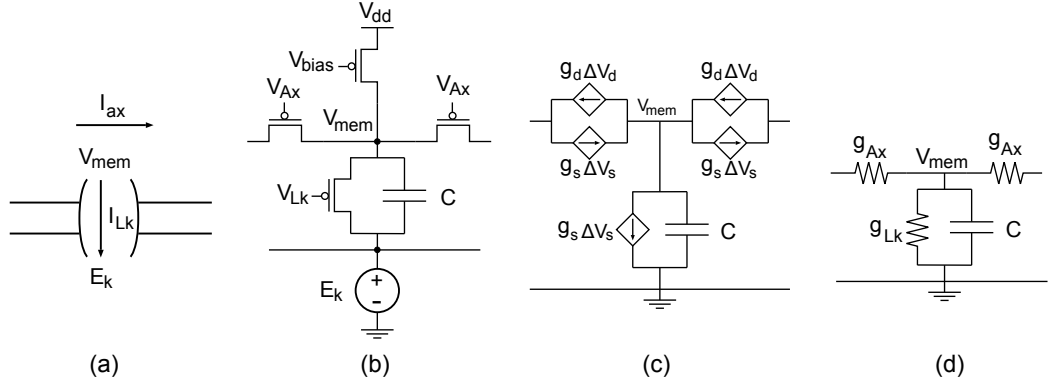 I_ax
V_mem
I_Lk
E_k
(a)
V_dd
V_bias
V_Ax
V_Ax
V_mem
V_Lk
C
E_k
+
-
(b)
g_d ΔV_d
g_d ΔV_d
V_mem
g_s ΔV_s
g_s ΔV_s
g_s ΔV_s
C
(c)
g_Ax
V_mem
g_Ax
g_Lk
C
(d)